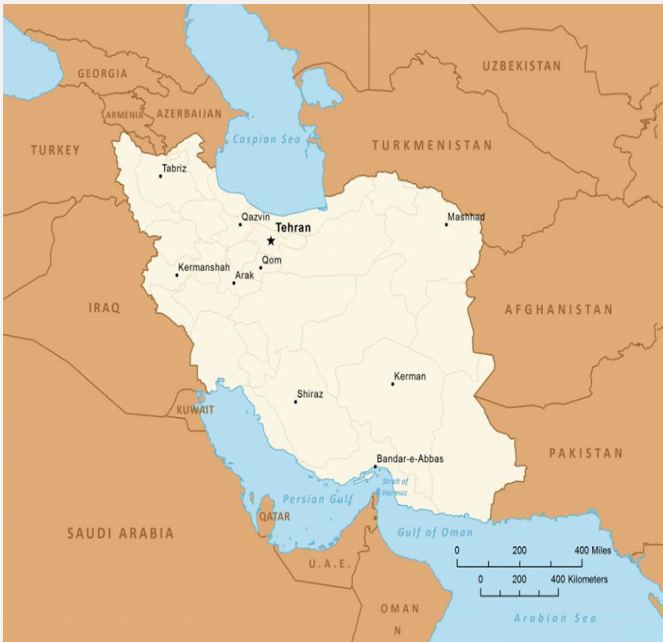 UZBEKISTAN
GEORGIA
ARMENIA
AZERBAIJAN
Caspian Sea
TURKEY
TURKMENISTAN
Tabriz
Qazvin
Mashhad
Tehran
Qom
Kermanshah
Arak
IRAQ
AFGHANISTAN
Kerman
Shiraz
KUWAIT
PAKISTAN
Bandar-e-Abbas
Strait of
Hormuz
Persian Gulf
QATAR
SAUDI ARABIA
Gulf of Oman
U.A.E.
0 200 400 Miles
0 200 400 Kilometers
OMAN
N
Arabian Sea